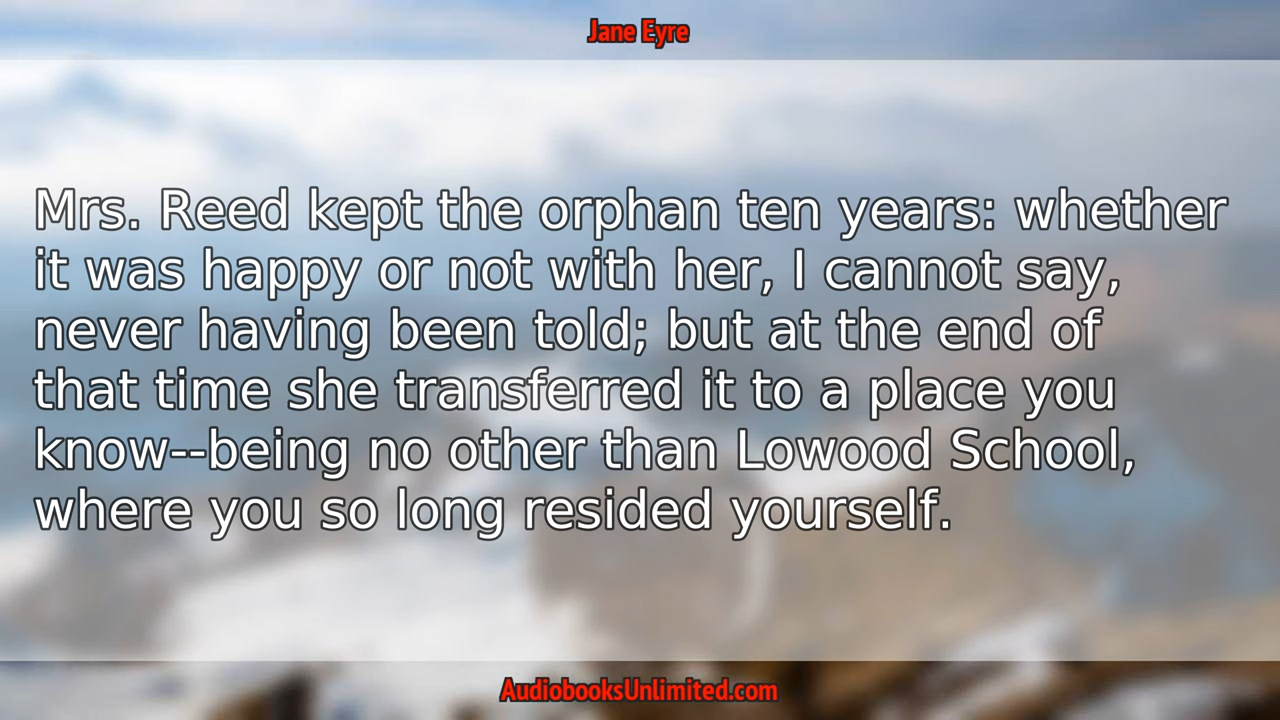 Jane Eyre
Mrs. Reed kept the orphan ten years: whether
it was happy or not with her, I cannot say,
never having been told; but at the end of
that time she transferred it to a place you
know--being no other than Lowood School,
where you so long resided yourself.
AudiobooksUnlimited.com